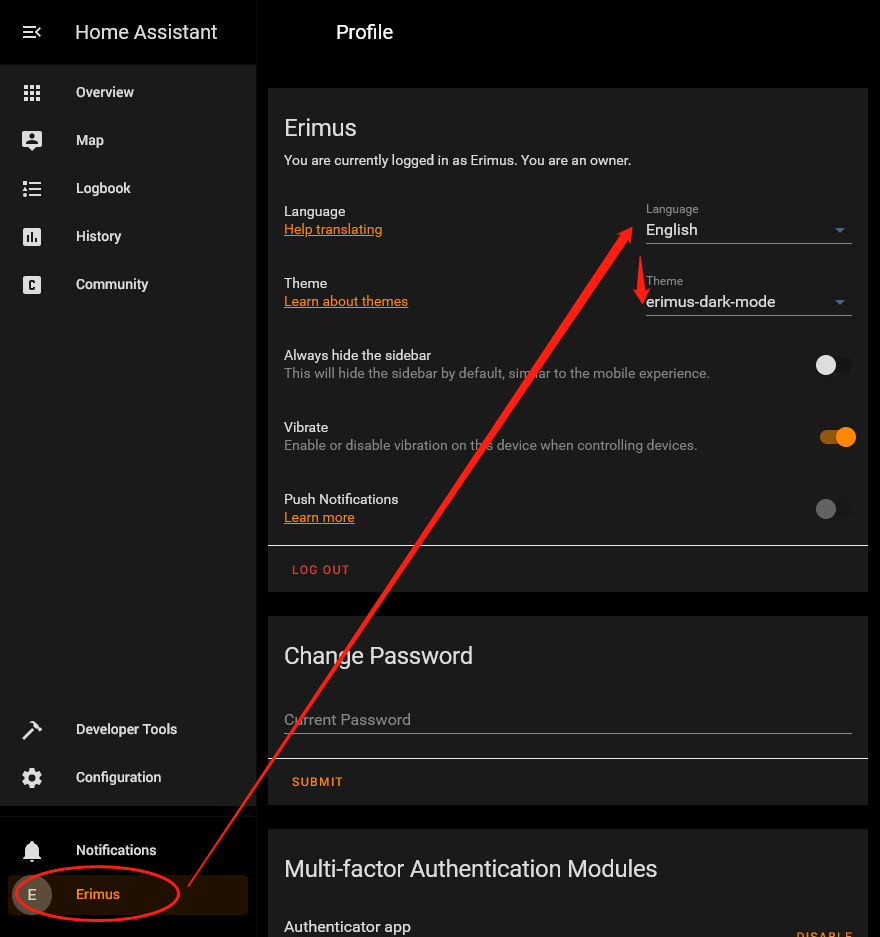 Home Assistant
Overview
Map
Logbook
History
C
Community
Developer Tools
Configuration
Notifications
E
Erimus
Profile
Erimus
You are currently logged in as Erimus. You are an owner.
Language
Help translating
Language
English
Theme
Learn about themes
Theme
erimus-dark-mode
Always hide the sidebar
This will hide the sidebar by default, similar to the mobile experience.
Vibrate
Enable or disable vibration on this device when controlling devices.
Push Notifications
Learn more
LOG OUT
Change Password
Current Password
SUBMIT
Multi-factor Authentication Modules
Authenticator app
DISABLE